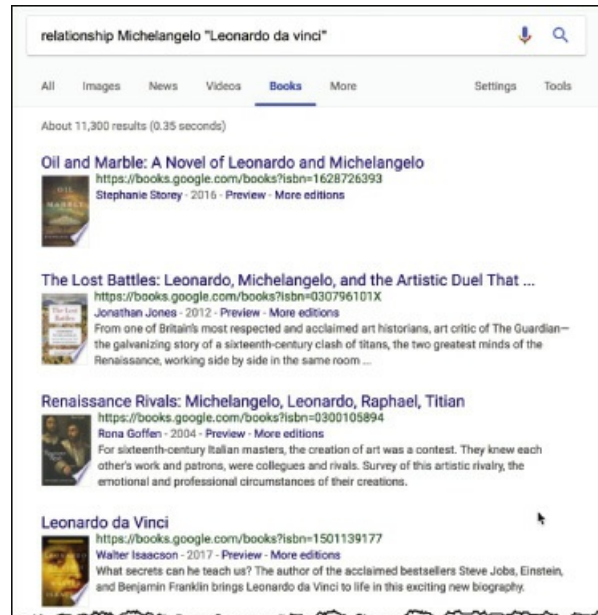 relationship Michelangelo "Leonardo da vinci"
All Images News Videos Books More Settings Tools
About 11,300 results (0.35 seconds)
Oil and Marble: A Novel of Leonardo and Michelangelo
https://books.google.com/books?isbn=1628726393
Stephanie Storey - 2016 - Preview - More editions
OIL
MARBLE
The Lost Battles: Leonardo, Michelangelo, and the Artistic Duel That ...
https://books.google.com/books?isbn=030796101X
Jonathan Jones - 2012 - Preview - More editions
The Lost
Battles
From one of Britain's most respected and acclaimed art historians, art critic of The Guardian—
the galvanizing story of a sixteenth-century clash of titans, the two greatest minds of the
Renaissance, working side by side in the same room ...
Renaissance Rivals: Michelangelo, Leonardo, Raphael, Titian
https://books.google.com/books?isbn=0300105894
Rona Goffen - 2004 - Preview - More editions
For sixteenth-century Italian masters, the creation of art was a contest. They knew each
other's work and patrons, were collegues and rivals. Survey of this artistic rivalry, the
emotional and professional circumstances of their creations.
Leonardo da Vinci
https://books.google.com/books?isbn=1501139177
Walter Isaacson - 2017 - Preview - More editions
What secrets can he teach us? The author of the acclaimed bestsellers Steve Jobs, Einstein,
and Benjamin Franklin brings Leonardo da Vinci to life in this exciting new biography.